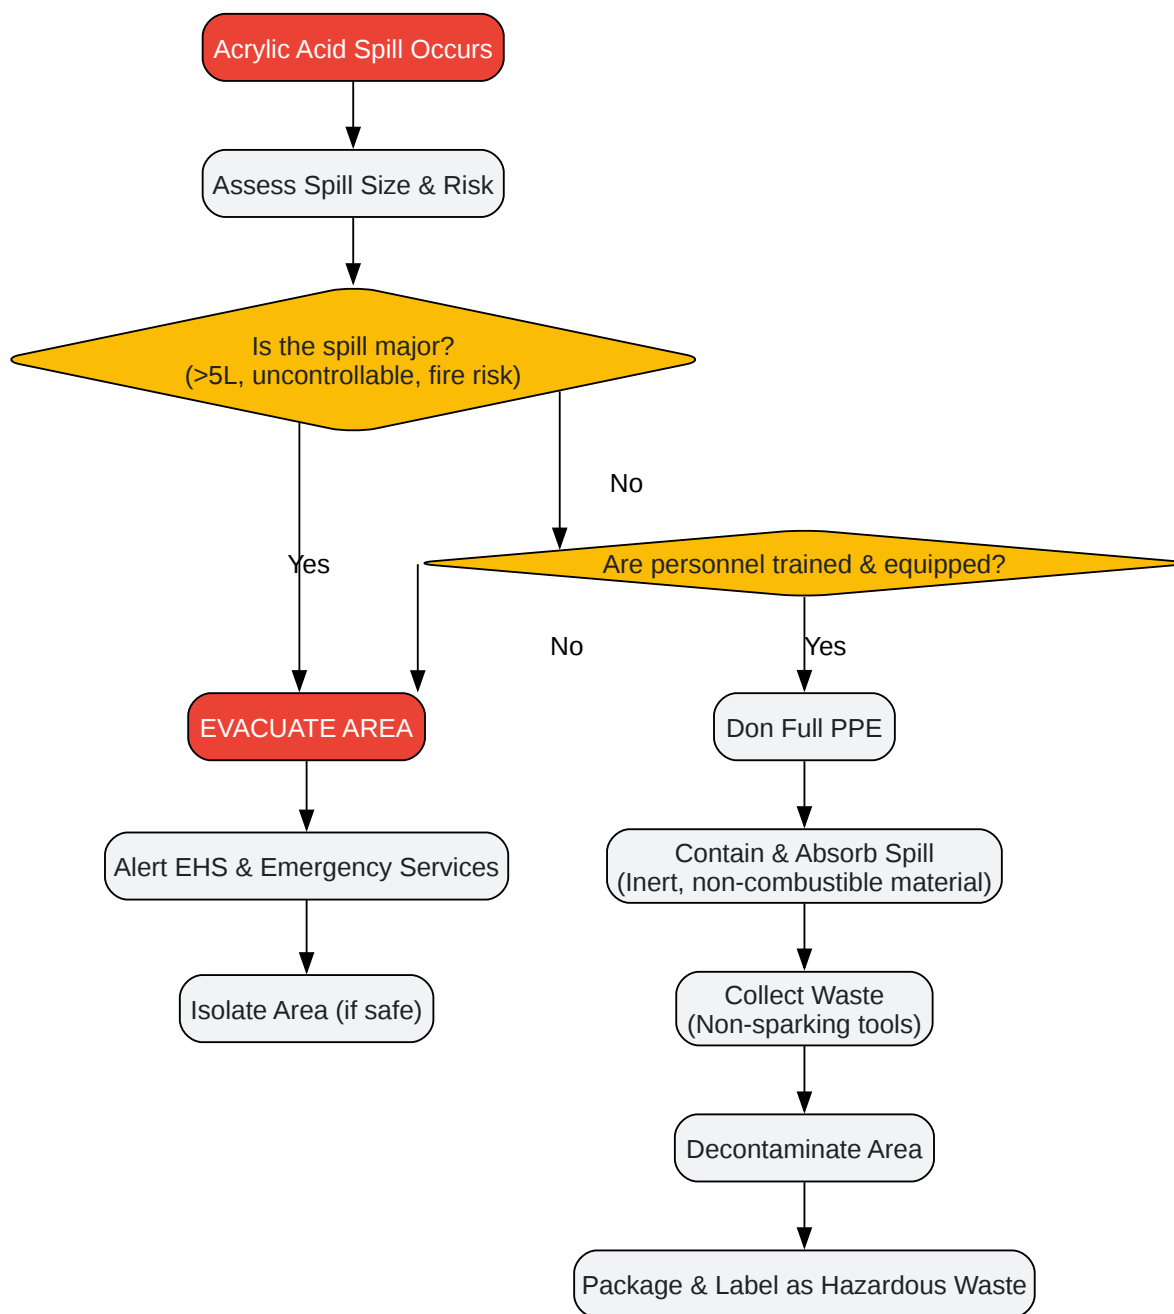 Acrylic Acid Spill Occurs
Assess Spill Size & Risk
Is the spill major?
(>5L, uncontrollable, fire risk)
No
Yes
Are personnel trained & equipped?
No
Yes
EVACUATE AREA
Don Full PPE
Alert EHS & Emergency Services
Contain & Absorb Spill
(Inert, non-combustible material)
Isolate Area (if safe)
Collect Waste
(Non-sparking tools)
Decontaminate Area
Package & Label as Hazardous Waste